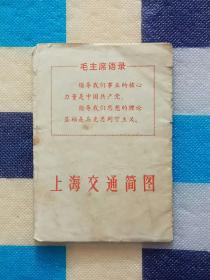 毛主席语录
指导我们事业的核心
力量是中国共产党。
指导我们思想的理论
基础是马克思列宁主义。
上海交通简图